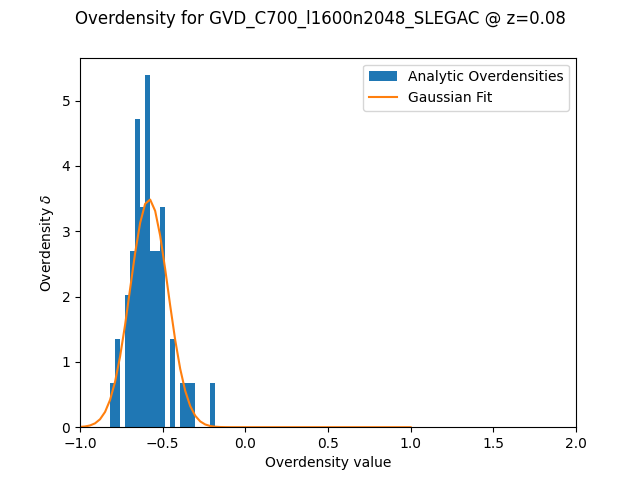 Overdensity for GVD_C700_l1600n2048_SLEGAC @ z=0.08
Analytic Overdensities
Gaussian Fit
Overdensity δ
5
4
3
2
1
0
−1.0 −0.5 0.0 0.5 1.0 1.5 2.0
Overdensity value